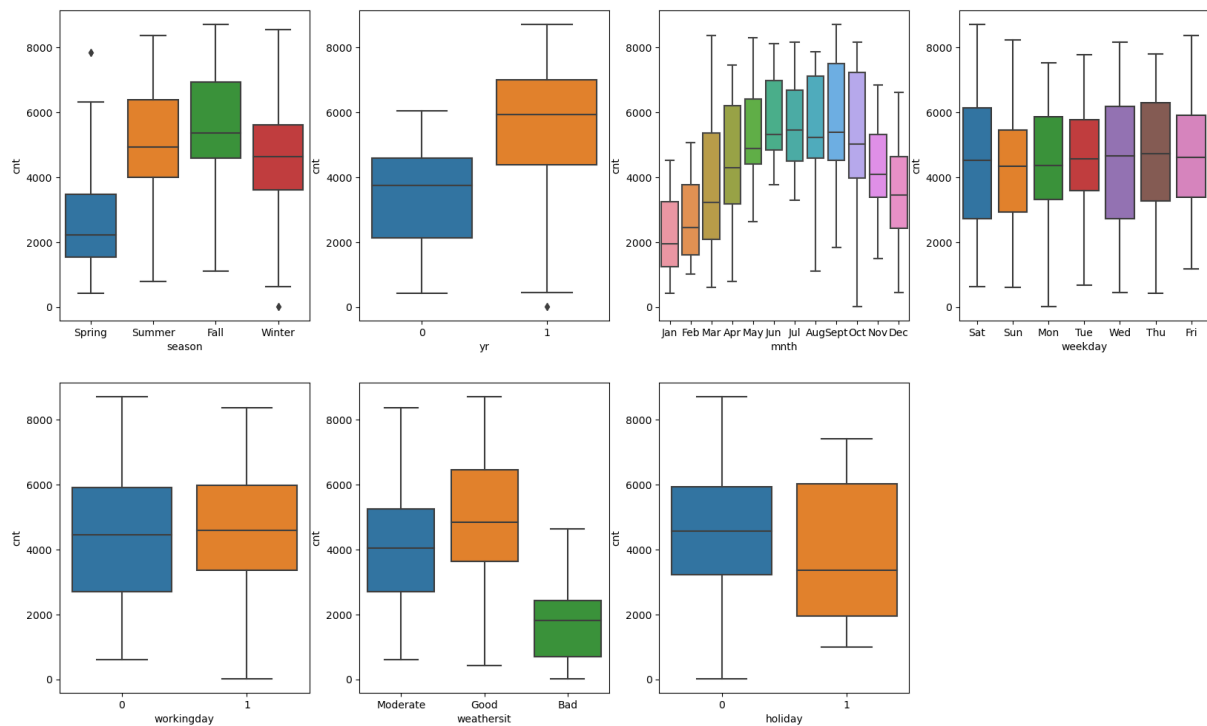 cnt
8000
6000
4000
2000
0
Spring Summer Fall Winter
season
cnt
8000
6000
4000
2000
0
0 1
yr
cnt
8000
6000
4000
2000
0
Jan Feb Mar Apr May Jun Jul Aug Sept Oct Nov Dec
mnth
cnt
8000
6000
4000
2000
0
Sat Sun Mon Tue Wed Thu Fri
weekday
cnt
8000
6000
4000
2000
0
0 1
workingday
cnt
8000
6000
4000
2000
0
Moderate Good Bad
weathersit
cnt
8000
6000
4000
2000
0
0 1
holiday